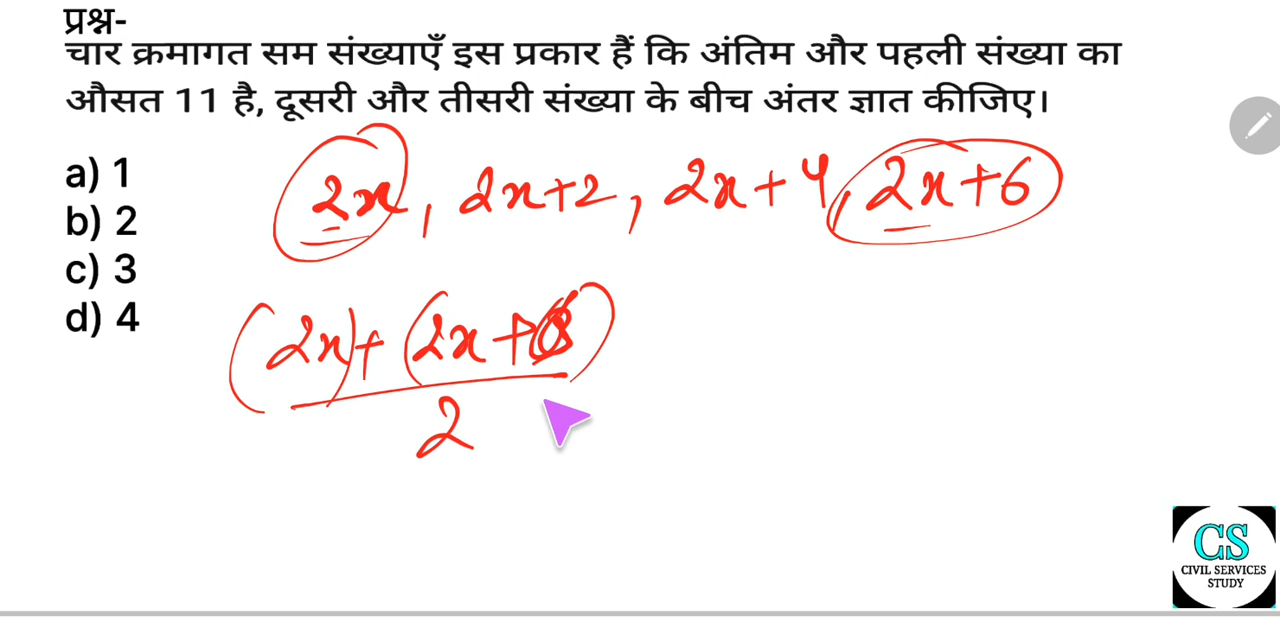 प्रश्न-
चार क्रमागत सम संख्याएँ इस प्रकार हैं कि अंतिम और पहली संख्या का
औसत 11 है, दूसरी और तीसरी संख्या के बीच अंतर ज्ञात कीजिए।
a) 1
b) 2
c) 3
d) 4
2x, 2x+2, 2x+4, 2x+6
(2x)+(2x+6)
2
CS
CIVIL SERVICES
STUDY